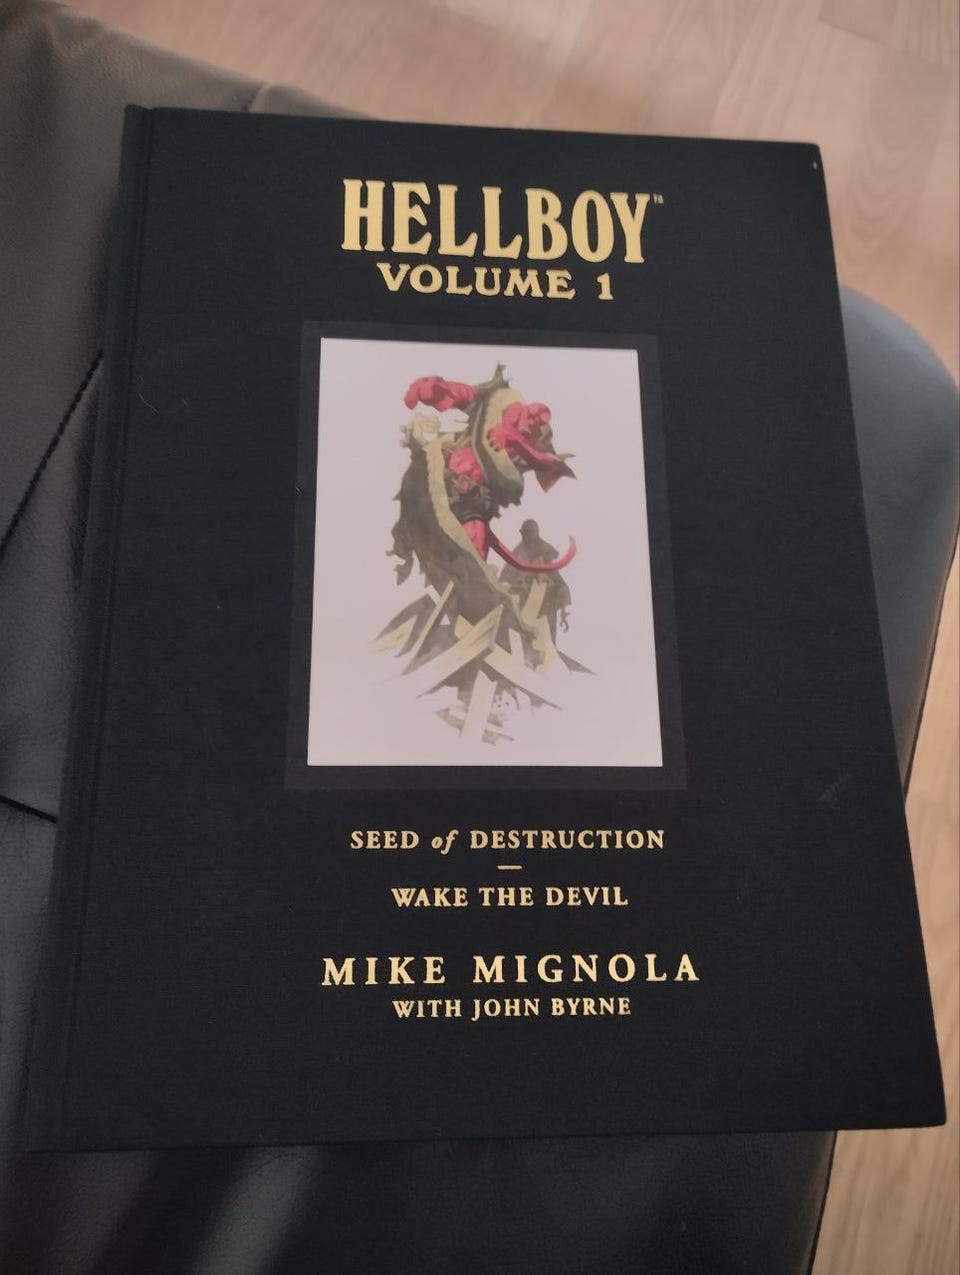 HELLBOY™
VOLUME 1
SEED of DESTRUCTION
—
WAKE THE DEVIL
MIKE MIGNOLA
WITH JOHN BYRNE